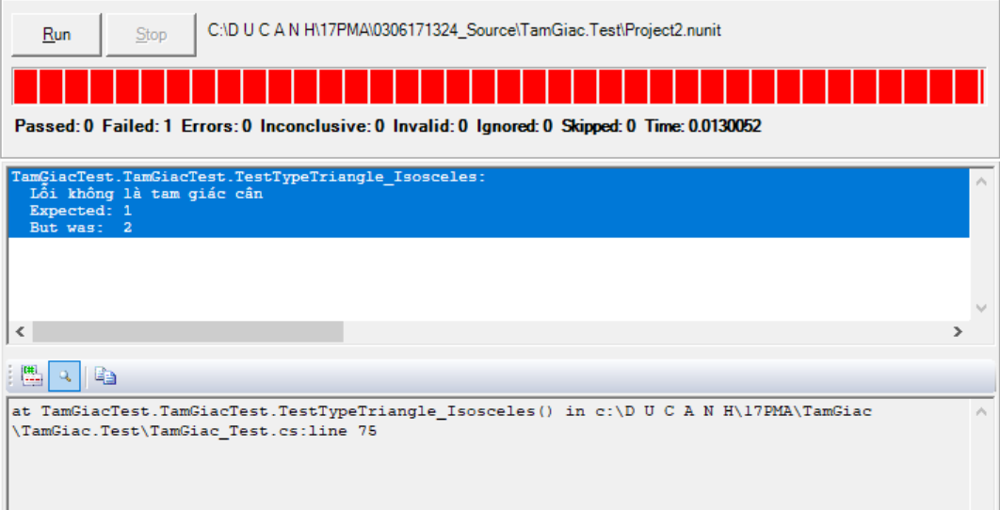 Run Stop C:\D U C A N H\17PMA\0306171324_Source\TamGiac.Test\Project2.nunit
Passed: 0 Failed: 1 Errors: 0 Inconclusive: 0 Invalid: 0 Ignored: 0 Skipped: 0 Time: 0.0130052
TamGiacTest.TamGiacTest.TestTypeTriangle_Isosceles:
Lỗi không là tam giác cân
Expected: 1
But was: 2
at TamGiacTest.TamGiacTest.TestTypeTriangle_Isosceles() in c:\D U C A N H\17PMA\TamGiac
\TamGiac.Test\TamGiac_Test.cs:line 75